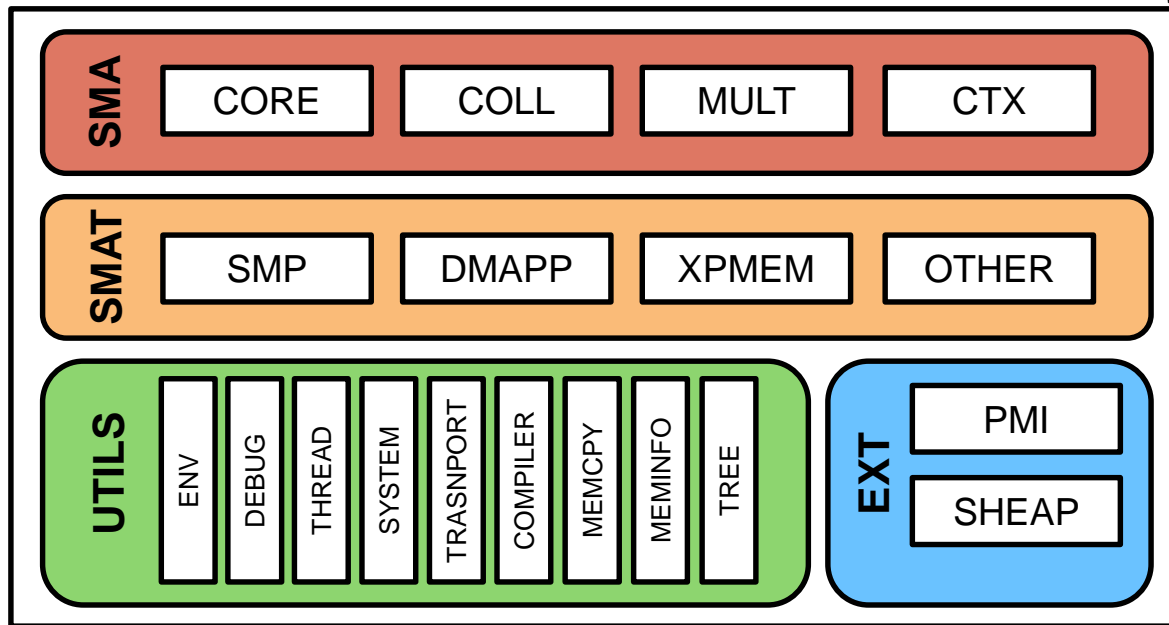 SMA
CORE
COLL
MULT
CTX
SMAT
SMP
DMAPP
XPMEM
OTHER
UTILS
ENV
DEBUG
THREAD
SYSTEM
TRASNPORT
COMPILER
MEMCPY
MEMINFO
TREE
EXT
PMI
SHEAP